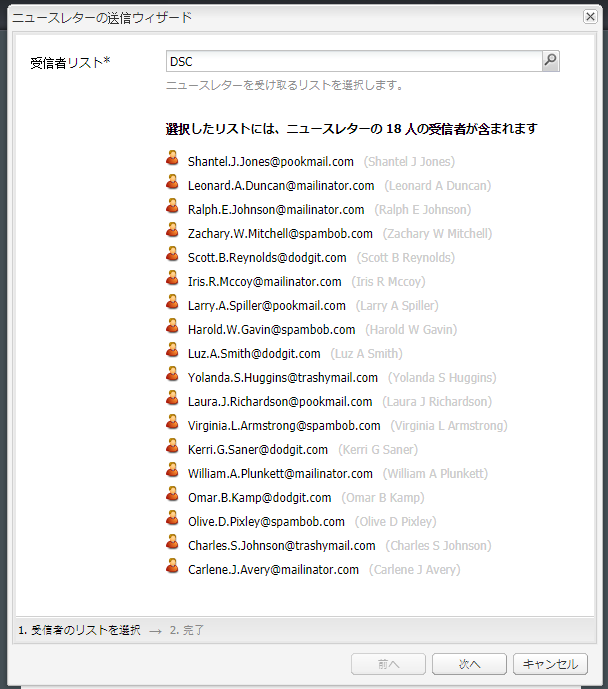 ニュースレターの送信ウィザード
受信者リスト* DSC
ニュースレターを受け取るリストを選択します。
選択したリストには、ニュースレターの 18 人の受信者が含まれます
Shantel.J.Jones@pookmail.com (Shantel J Jones)
Leonard.A.Duncan@mailinator.com (Leonard A Duncan)
Ralph.E.Johnson@mailinator.com (Ralph E Johnson)
Zachary.W.Mitchell@spambob.com (Zachary W Mitchell)
Scott.B.Reynolds@dodgit.com (Scott B Reynolds)
Iris.R.Mccoy@mailinator.com (Iris R Mccoy)
Larry.A.Spiller@pookmail.com (Larry A Spiller)
Harold.W.Gavin@spambob.com (Harold W Gavin)
Luz.A.Smith@dodgit.com (Luz A Smith)
Yolanda.S.Huggins@trashymail.com (Yolanda S Huggins)
Laura.J.Richardson@pookmail.com (Laura J Richardson)
Virginia.L.Armstrong@spambob.com (Virginia L Armstrong)
Kerri.G.Saner@dodgit.com (Kerri G Saner)
William.A.Plunkett@mailinator.com (William A Plunkett)
Omar.B.Kamp@dodgit.com (Omar B Kamp)
Olive.D.Pixley@spambob.com (Olive D Pixley)
Charles.S.Johnson@trashymail.com (Charles S Johnson)
Carlene.J.Avery@mailinator.com (Carlene J Avery)
1. 受信者のリストを選択 → 2. 完了
前へ 次へ キャンセル